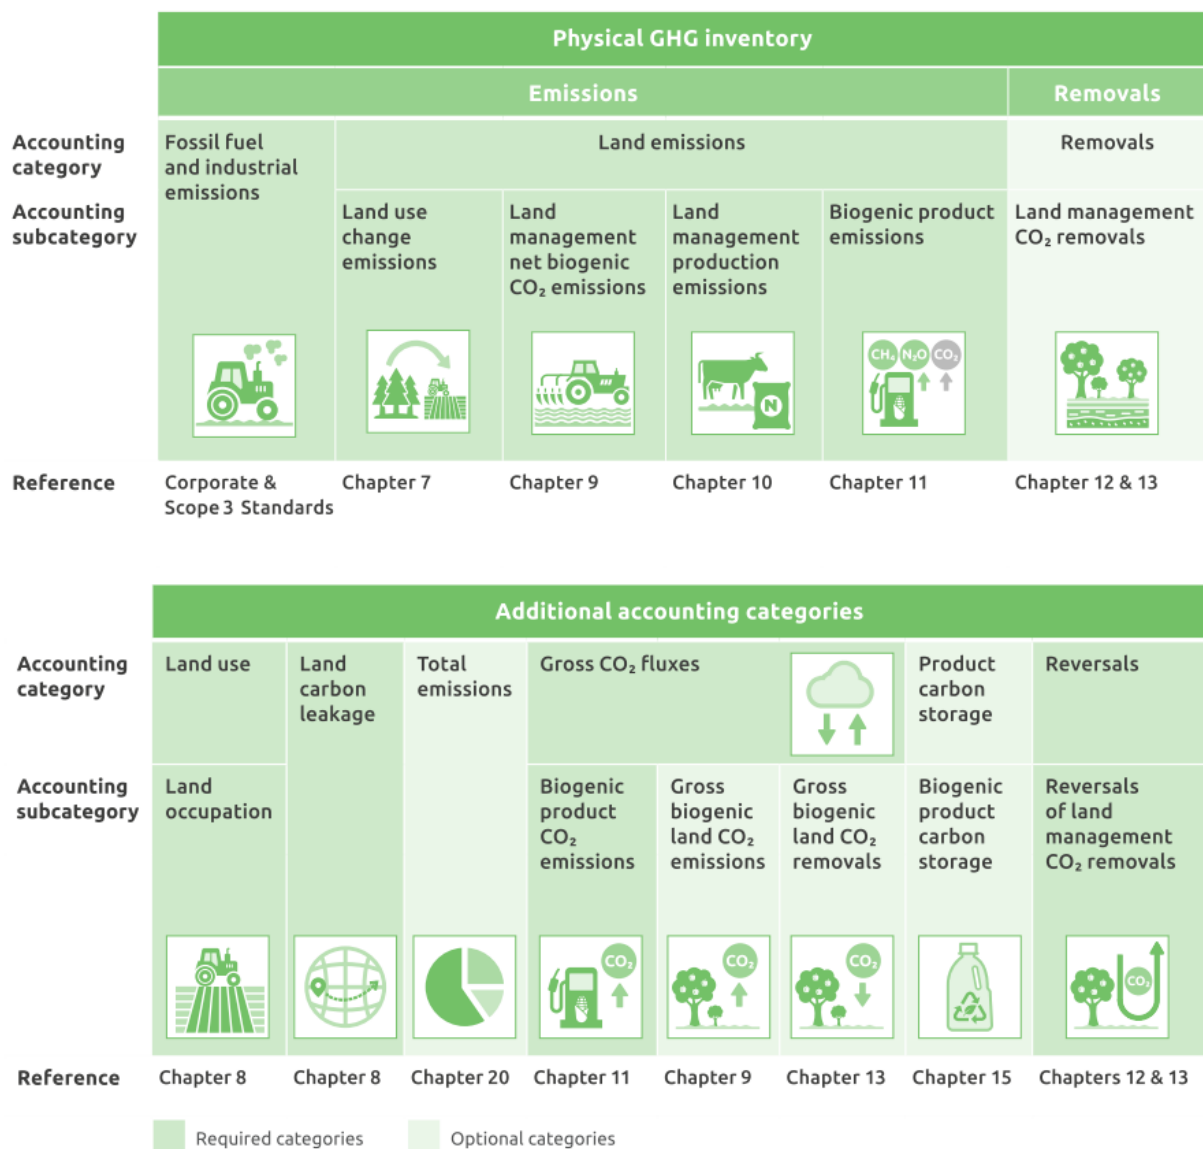 Physical GHG inventory
Emissions
Removals
Accounting
category
Fossil fuel
and industrial
emissions
Land emissions
Removals
Accounting
subcategory
Land use
change
emissions
Land
management
net biogenic
CO₂ emissions
Land
management
production
emissions
Biogenic product
emissions
Land management
CO₂ removals
CH₄ N₂O CO₂
N
Reference
Corporate &
Scope 3 Standards
Chapter 7
Chapter 9
Chapter 10
Chapter 11
Chapter 12 & 13
Additional accounting categories
Accounting
category
Land use
Land
carbon
leakage
Total
emissions
Gross CO₂ fluxes
Product
carbon
storage
Reversals
Accounting
subcategory
Land
occupation
Biogenic
product
CO₂
emissions
Gross
biogenic
land CO₂
emissions
Gross
biogenic
land CO₂
removals
Biogenic
product
carbon
storage
Reversals
of land
management
CO₂ removals
CO₂
CO₂
CO₂
CO₂
Reference
Chapter 8
Chapter 8
Chapter 20
Chapter 11
Chapter 9
Chapter 13
Chapter 15
Chapters 12 & 13
Required categories
Optional categories